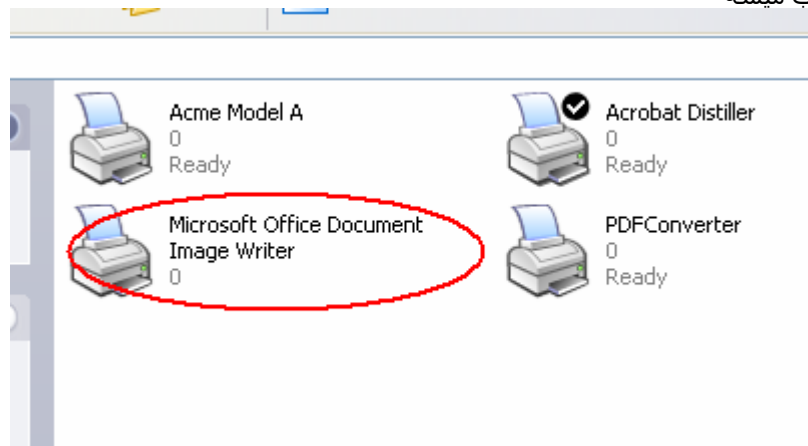 Acme Model A
0
Ready
Acrobat Distiller
0
Ready
Microsoft Office Document
Image Writer
0
PDFConverter
0
Ready